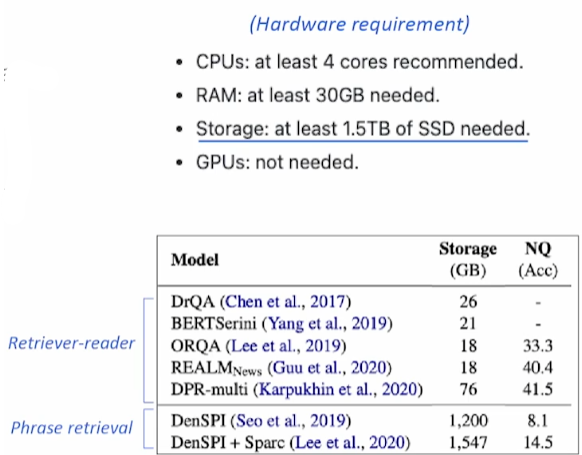 (Hardware requirement)
• CPUs: at least 4 cores recommended.
• RAM: at least 30GB needed.
• Storage: at least 1.5TB of SSD needed.
• GPUs: not needed.
Model Storage (GB) NQ (Acc)
DrQA (Chen et al., 2017) 26 -
BERTSerini (Yang et al., 2019) 21 -
Retriever-reader ORQA (Lee et al., 2019) 18 33.3
REALMNews (Guu et al., 2020) 18 40.4
DPR-multi (Karpukhin et al., 2020) 76 41.5
Phrase retrieval DenSPI (Seo et al., 2019) 1,200 8.1
DenSPI + Sparc (Lee et al., 2020) 1,547 14.5